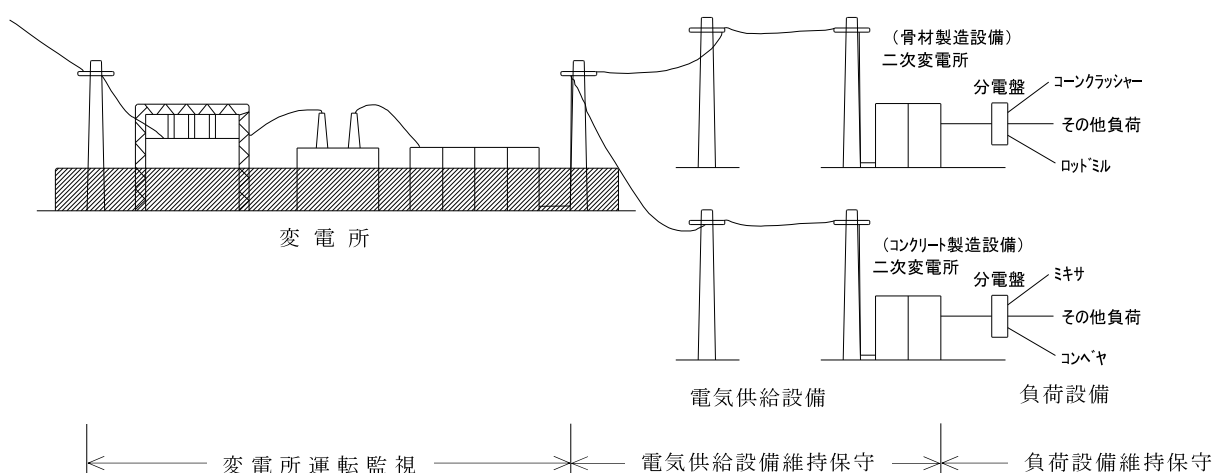 （骨材製造設備）
二次変電所
分電盤
コーンクラッシャー
その他負荷
ロッドミル
変電所
（コンクリート製造設備）
二次変電所
分電盤
ミキサ
その他負荷
コンベヤ
電気供給設備
負荷設備
変電所運転監視
電気供給設備維持保守
負荷設備維持保守